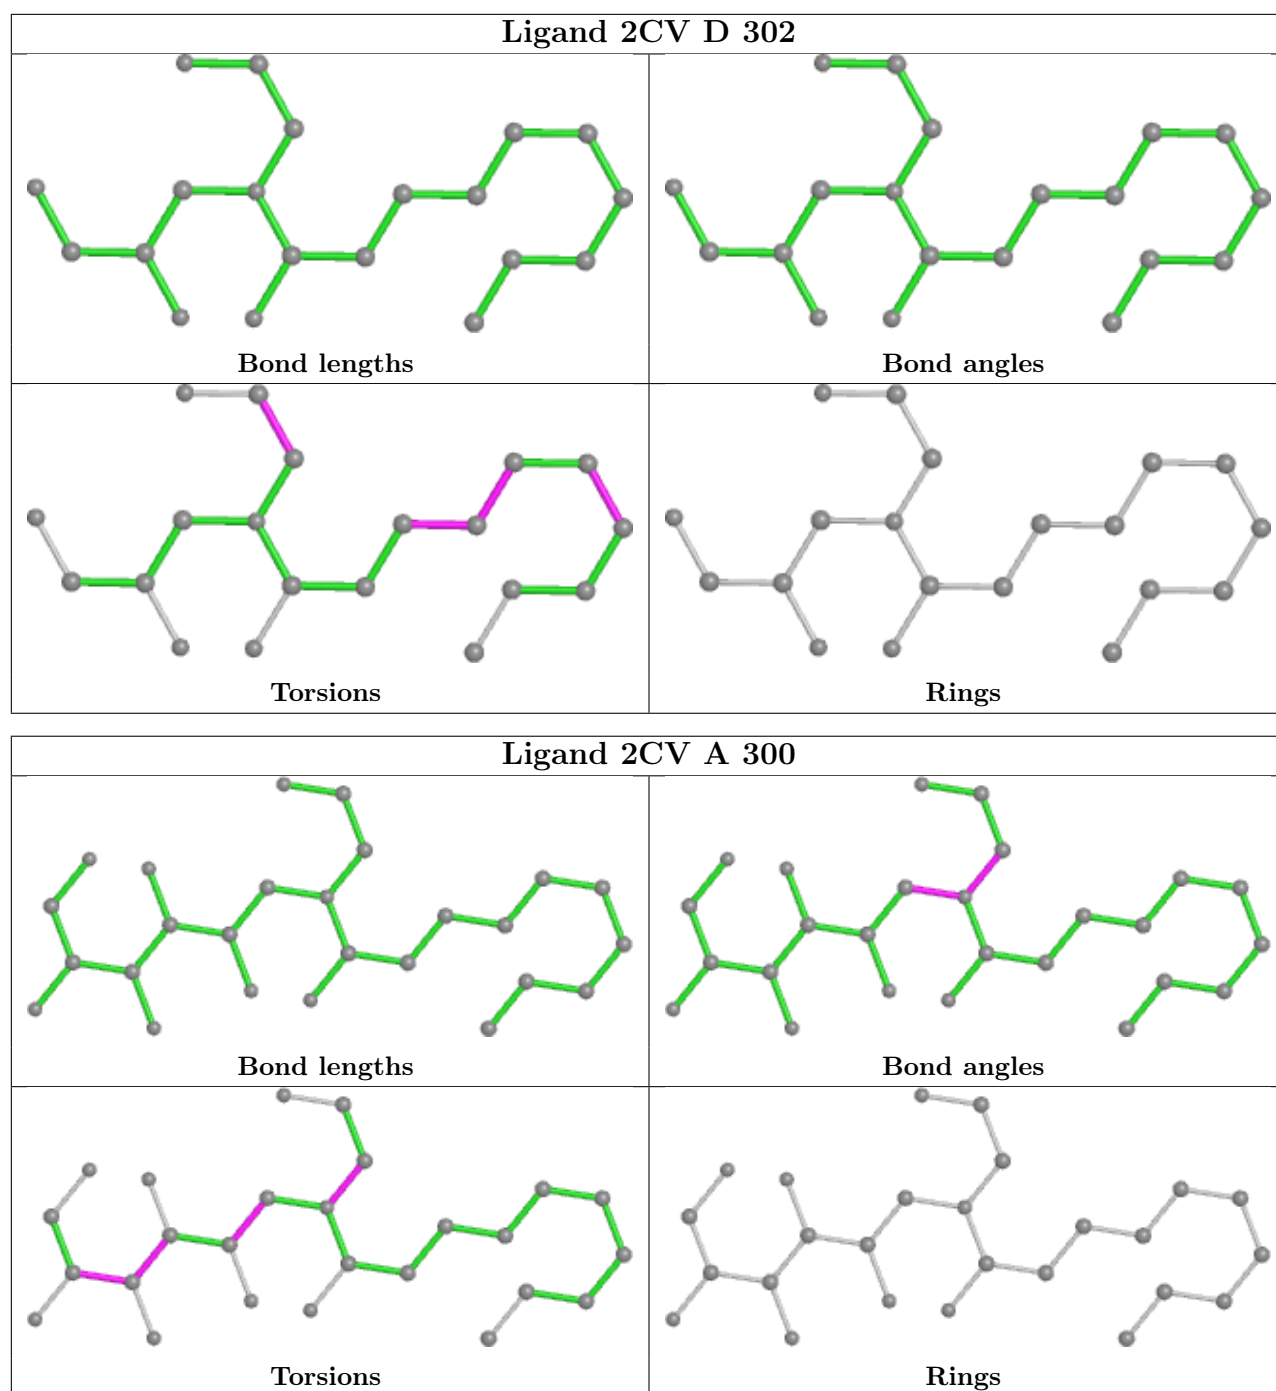 Ligand 2CV D 302
Bond lengths
Bond angles
Torsions
Rings
Ligand 2CV A 300
Bond lengths
Bond angles
Torsions
Rings